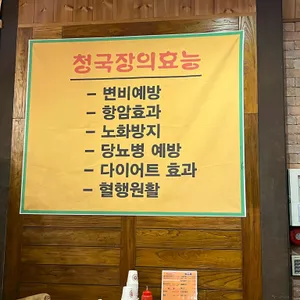 청국장의효능
- 변비예방
- 항암효과
- 노화방지
- 당뇨병 예방
- 다이어트 효과
- 혈행원활